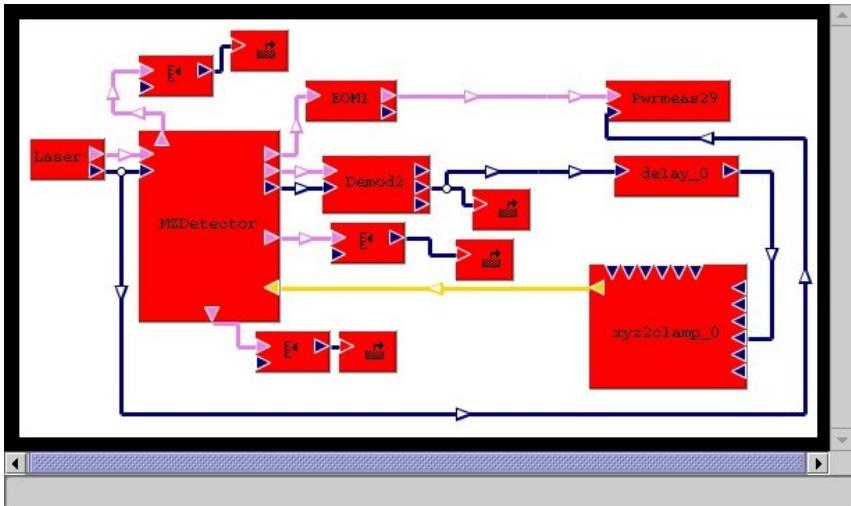 EOM1
Pwrmeas29
Laser
Demod2
delay_0
MZDetector
xyz2clamp_0